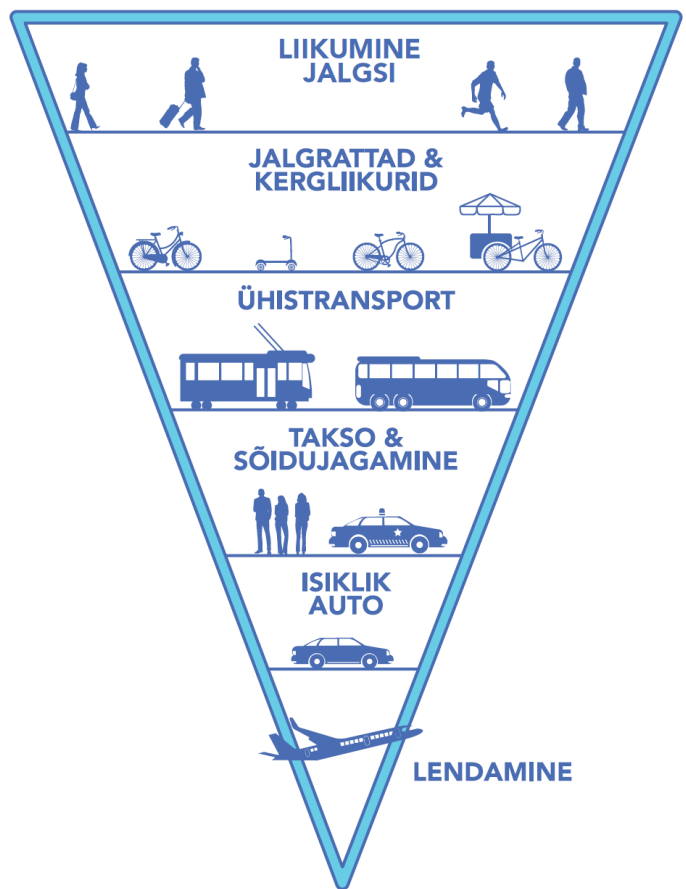 LIIKUMINE
JALGSI
JALGRATTAD &
KERGLIIKURID
ÜHISTRANSPORT
TAKSO &
SÕIDUJAGAMINE
ISIKLIK
AUTO
LENDAMINE